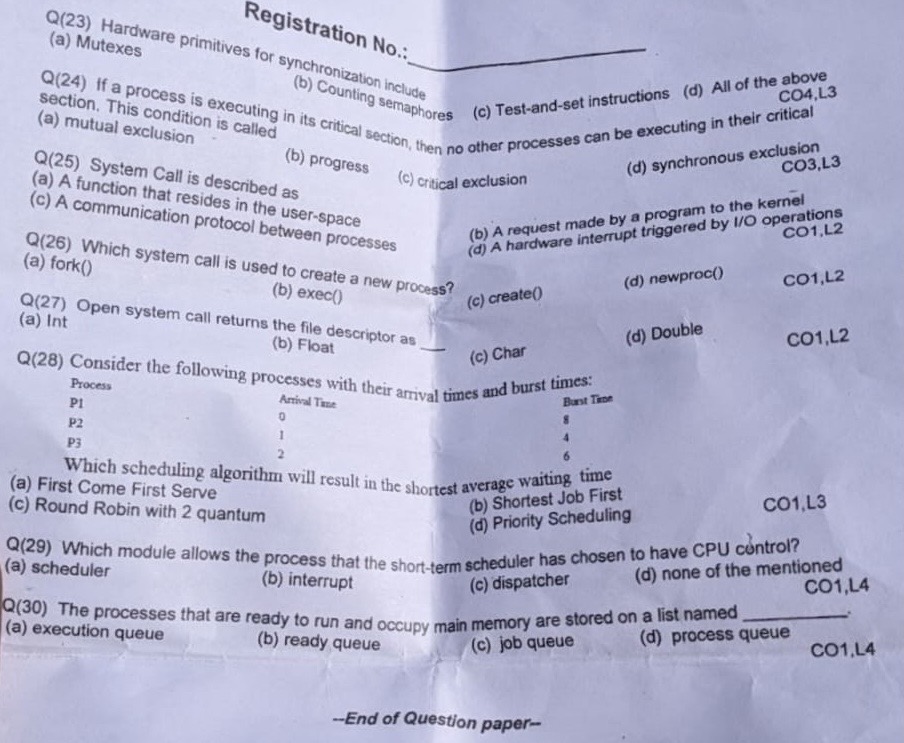 Registration No.:
Q(23) Hardware primitives for synchronization include
(a) Mutexes (b) Counting semaphores (c) Test-and-set instructions (d) All of the above
CO4,L3
Q(24) If a process is executing in its critical section, then no other processes can be executing in their critical
section. This condition is called
(a) mutual exclusion (b) progress (c) critical exclusion (d) synchronous exclusion
CO3,L3
Q(25) System Call is described as
(a) A function that resides in the user-space (b) A request made by a program to the kernel
(c) A communication protocol between processes (d) A hardware interrupt triggered by I/O operations
CO1,L2
Q(26) Which system call is used to create a new process?
(a) fork() (b) exec() (c) create() (d) newproc() CO1,L2
Q(27) Open system call returns the file descriptor as ___
(a) Int (b) Float (c) Char (d) Double CO1,L2
Q(28) Consider the following processes with their arrival times and burst times:
Process Arrival Time Burst Time
P1 0 8
P2 1 4
P3 2 6
Which scheduling algorithm will result in the shortest average waiting time
(a) First Come First Serve (b) Shortest Job First
(c) Round Robin with 2 quantum (d) Priority Scheduling CO1,L3
Q(29) Which module allows the process that the short-term scheduler has chosen to have CPU control?
(a) scheduler (b) interrupt (c) dispatcher (d) none of the mentioned
CO1,L4
Q(30) The processes that are ready to run and occupy main memory are stored on a list named __________.
(a) execution queue (b) ready queue (c) job queue (d) process queue
CO1,L4
--End of Question paper--